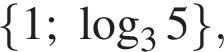 {1; log₃ 5},